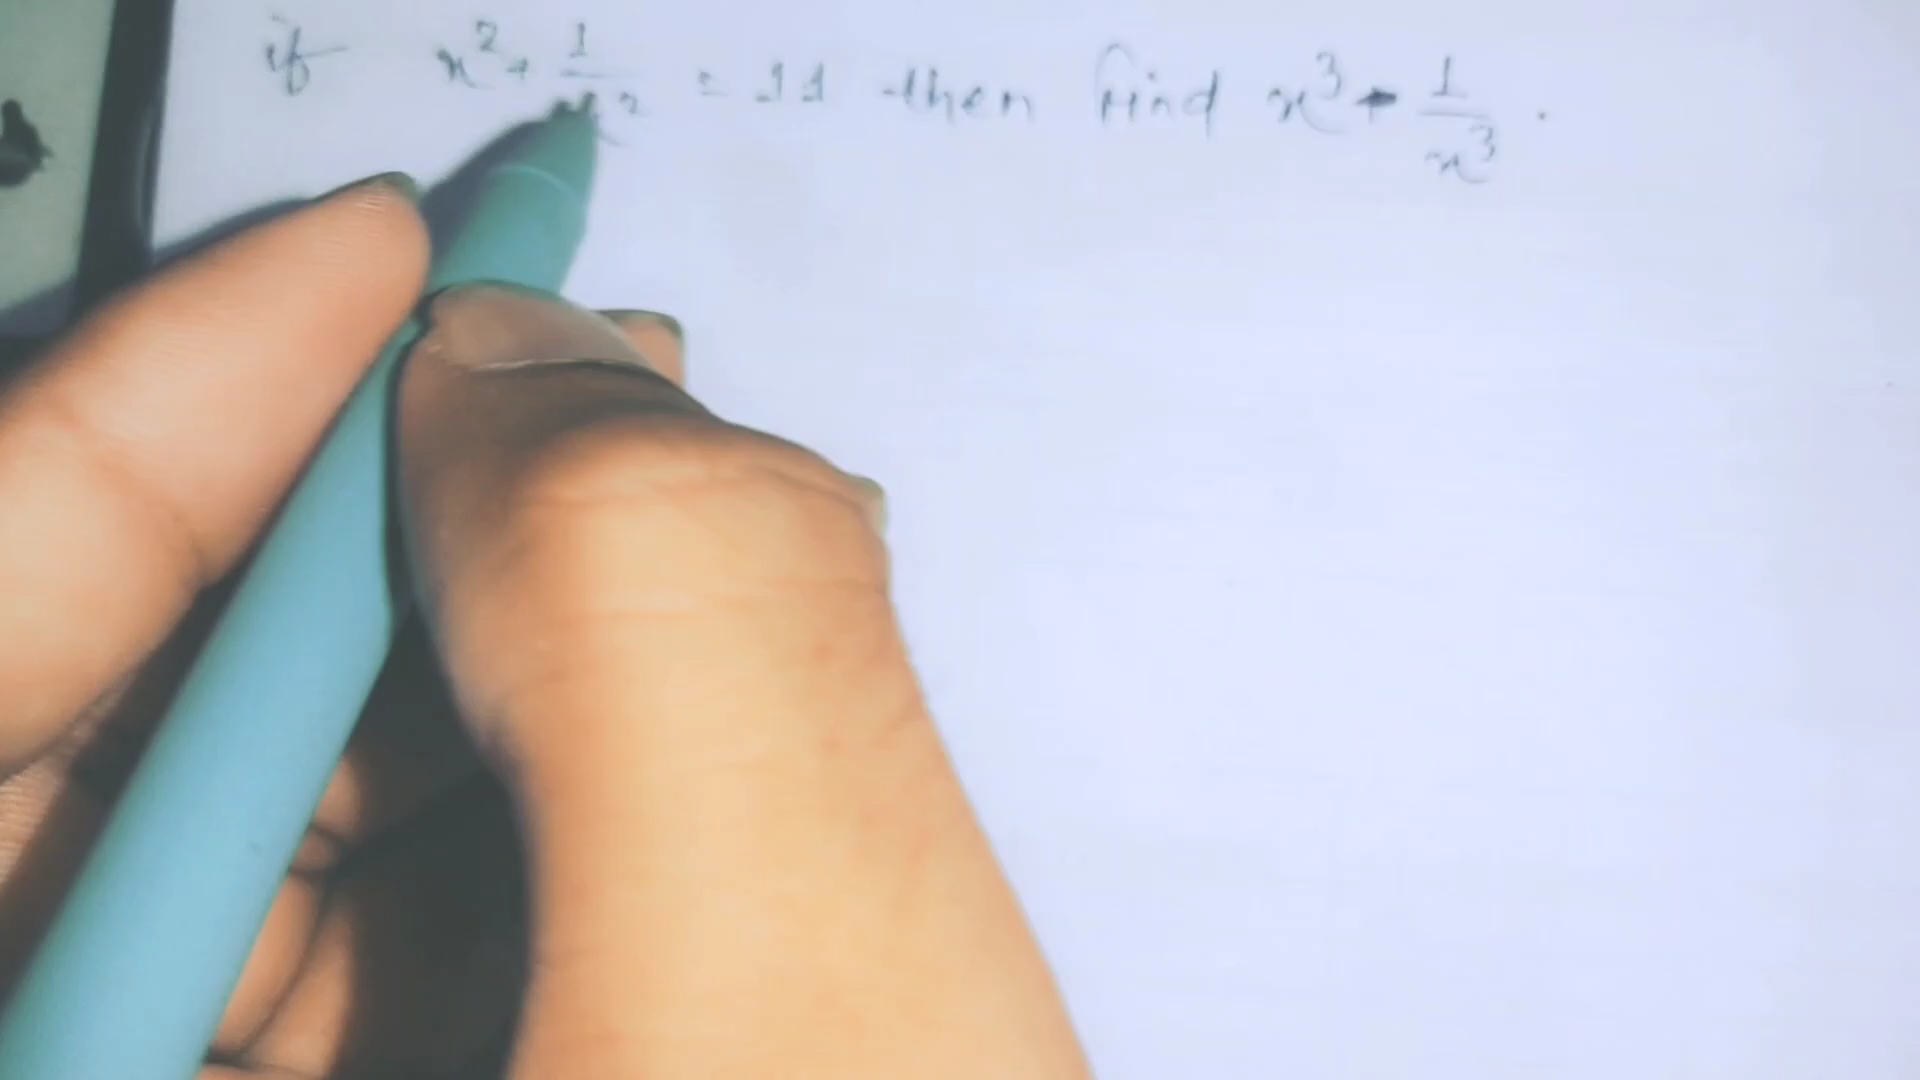 if x² + 1/x² = 11 then find x³ - 1/x³ .